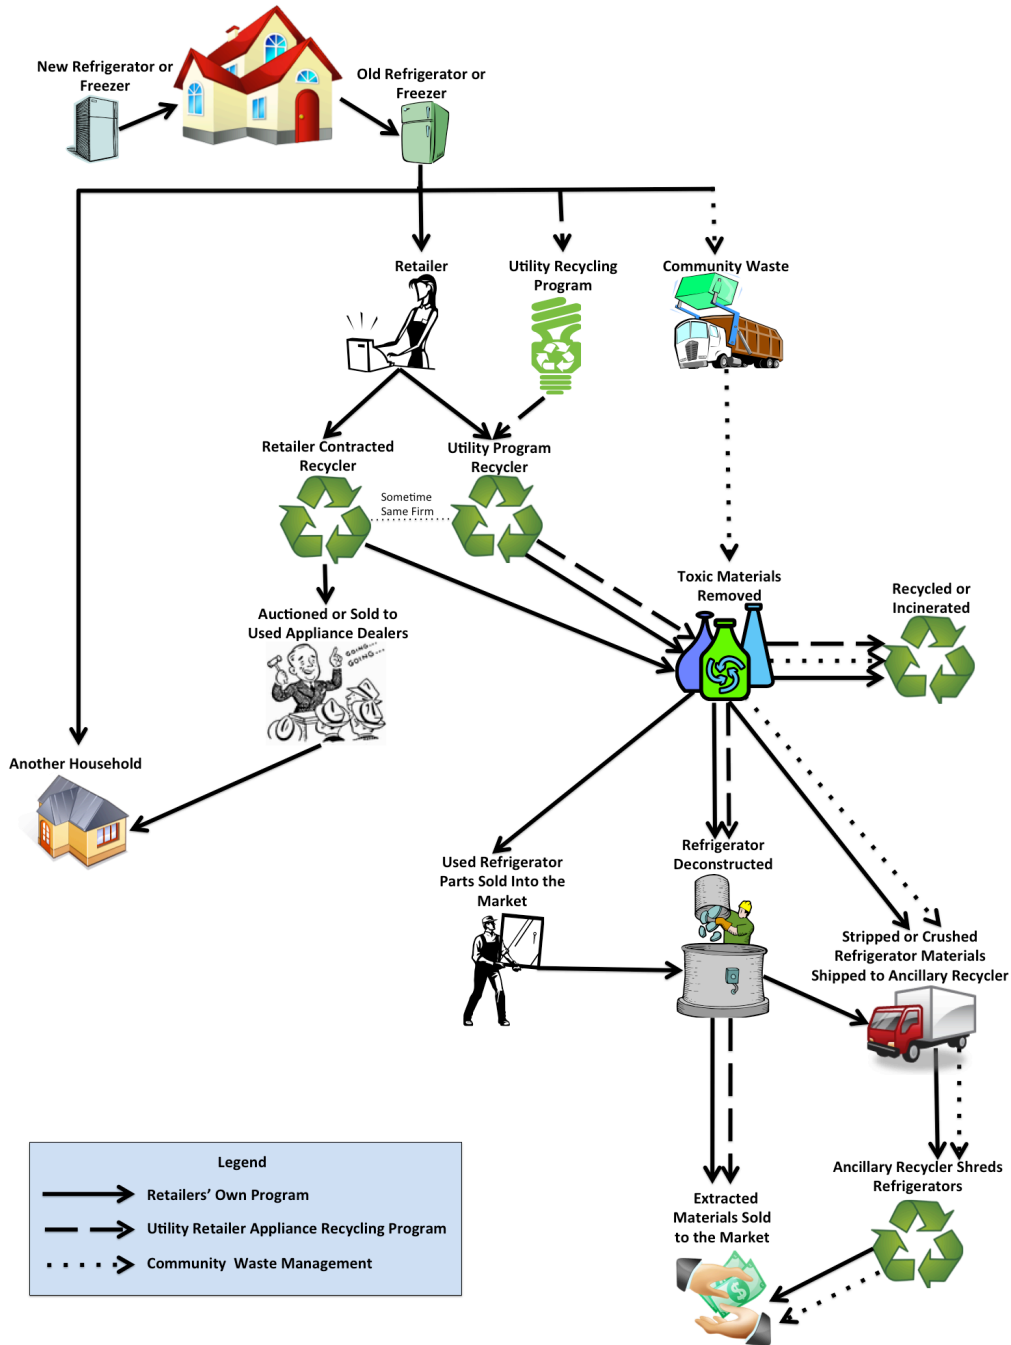 New Refrigerator or
Freezer
Old Refrigerator or
Freezer
Retailer
Utility Recycling
Program
Community Waste
Retailer Contracted
Recycler
Utility Program
Recycler
Sometime
Same Firm
Toxic Materials
Removed
Recycled or
Incinerated
Auctioned or Sold to
Used Appliance Dealers
GOING...
GOING...
Another Household
Used Refrigerator
Parts Sold Into the
Market
Refrigerator
Deconstructed
Stripped or Crushed
Refrigerator Materials
Shipped to Ancillary Recycler
Ancillary Recycler Shreds
Refrigerators
Extracted
Materials Sold
to the Market
$
Legend
Retailers' Own Program
Utility Retailer Appliance Recycling Program
Community Waste Management